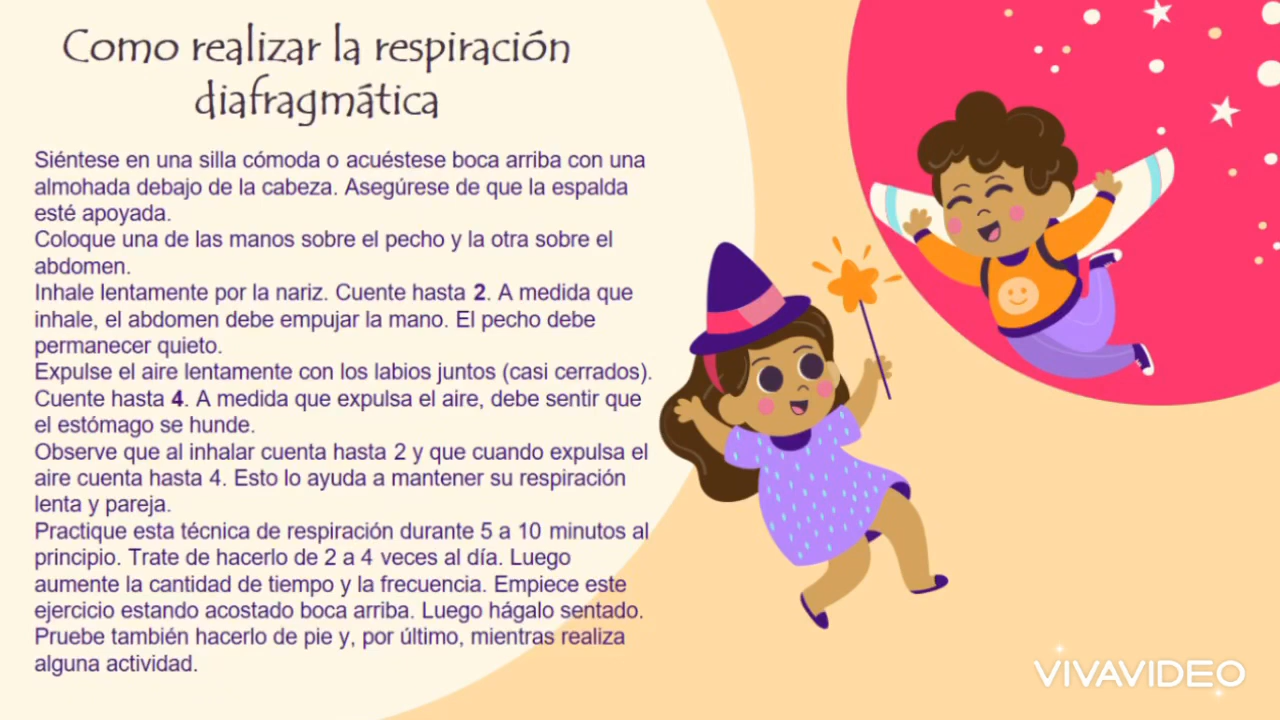 Como realizar la respiración
diafragmática
Siéntese en una silla cómoda o acuéstese boca arriba con una
almohada debajo de la cabeza. Asegúrese de que la espalda
esté apoyada.
Coloque una de las manos sobre el pecho y la otra sobre el
abdomen.
Inhale lentamente por la nariz. Cuente hasta 2. A medida que
inhale, el abdomen debe empujar la mano. El pecho debe
permanecer quieto.
Expulse el aire lentamente con los labios juntos (casi cerrados).
Cuente hasta 4. A medida que expulsa el aire, debe sentir que
el estómago se hunde.
Observe que al inhalar cuenta hasta 2 y que cuando expulsa el
aire cuenta hasta 4. Esto lo ayuda a mantener su respiración
lenta y pareja.
Practique esta técnica de respiración durante 5 a 10 minutos al
principio. Trate de hacerlo de 2 a 4 veces al día. Luego
aumente la cantidad de tiempo y la frecuencia. Empiece este
ejercicio estando acostado boca arriba. Luego hágalo sentado.
Pruebe también hacerlo de pie y, por último, mientras realiza
alguna actividad.
VIVAVIDEO